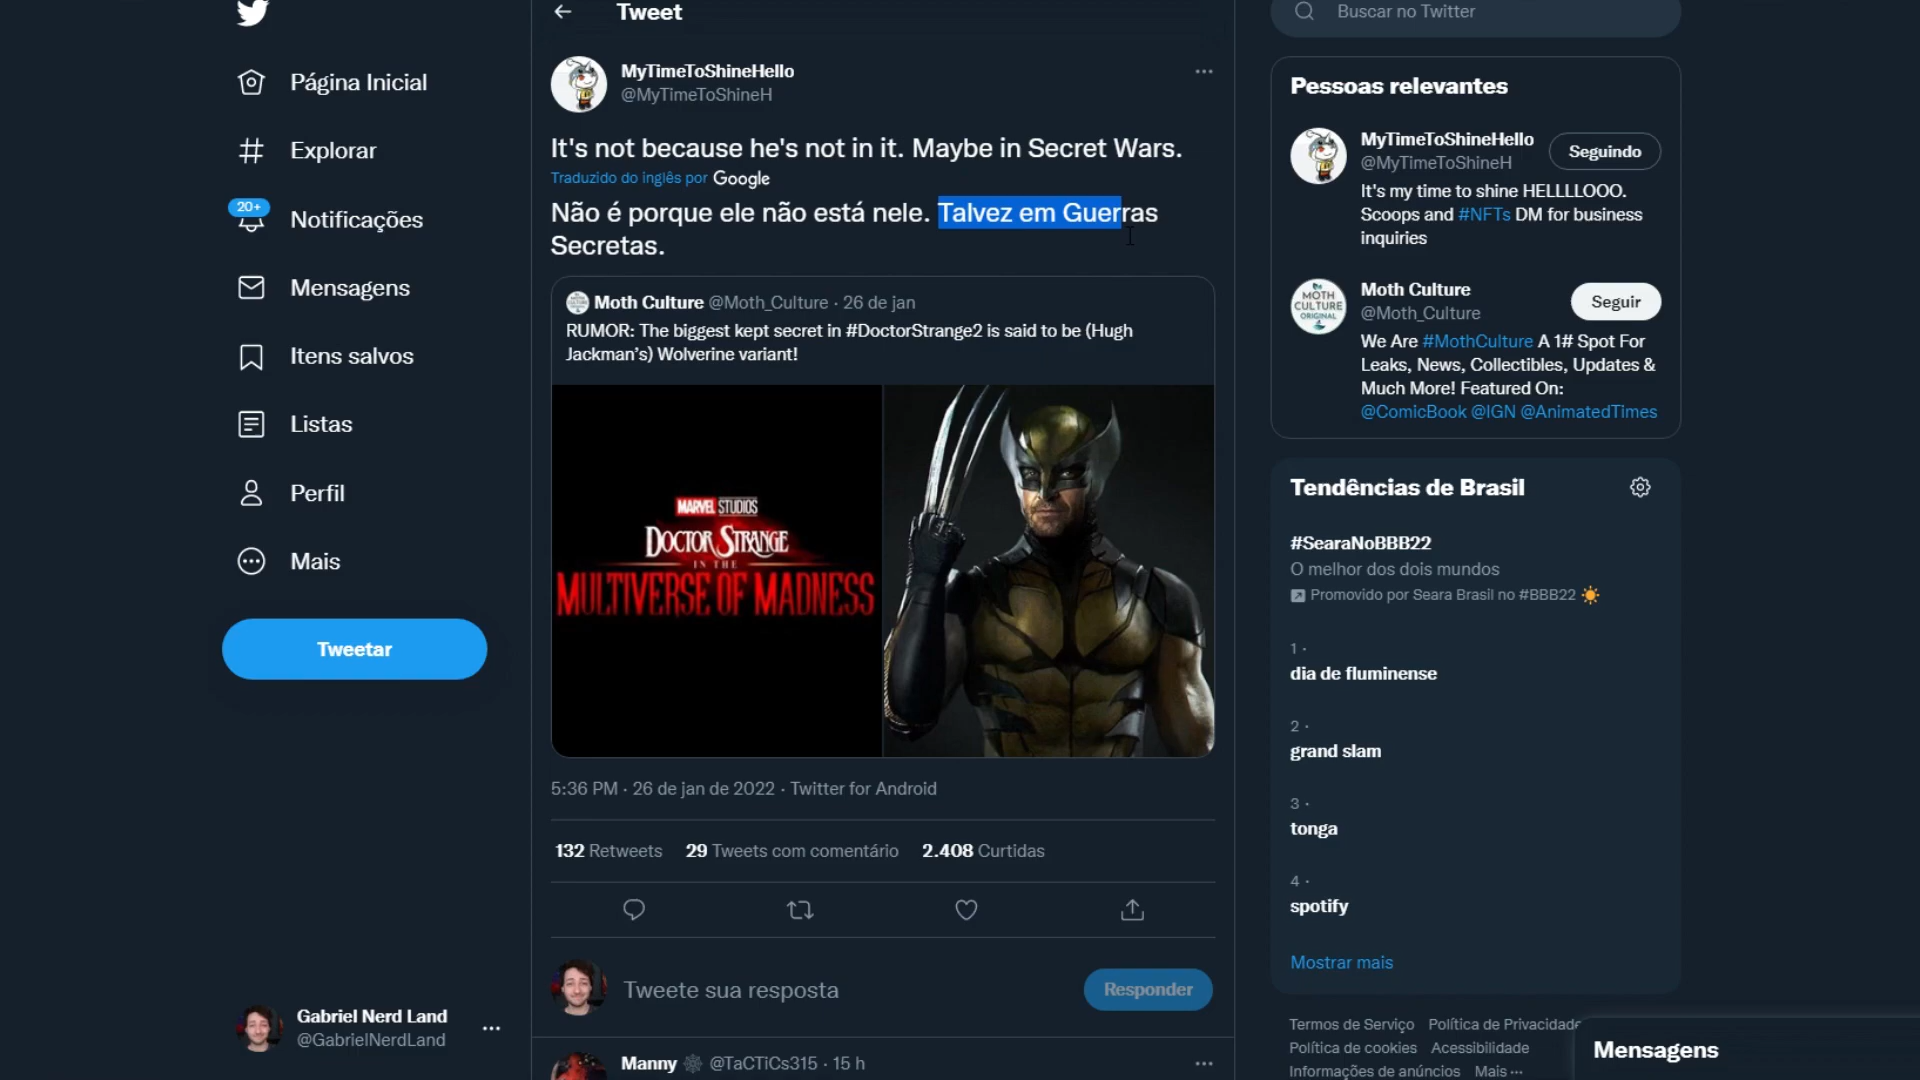 Página Inicial
Explorar
20+
Notificações
Mensagens
Itens salvos
Listas
Perfil
Mais
Tweetar
Gabriel Nerd Land
@GabrielNerdLand
Tweet
MyTimeToShineHello
@MyTimeToShineH
It's not because he's not in it. Maybe in Secret Wars.
Traduzido do inglês por Google
Não é porque ele não está nele. Talvez em Guerras
Secretas.
Moth Culture @Moth_Culture · 26 de jan
RUMOR: The biggest kept secret in #DoctorStrange2 is said to be (Hugh
Jackman's) Wolverine variant!
MARVEL STUDIOS
DOCTOR STRANGE
IN THE
MULTIVERSE OF MADNESS
5:36 PM · 26 de jan de 2022 · Twitter for Android
132 Retweets 29 Tweets com comentário 2.408 Curtidas
Tweete sua resposta
Responder
Manny @TaCTiCs315 · 15 h
Buscar no Twitter
Pessoas relevantes
MyTimeToShineHello
@MyTimeToShineH
Seguindo
It's my time to shine HELLLLOOO.
Scoops and #NFTs DM for business
inquiries
Moth Culture
@Moth_Culture
Seguir
MOTH
CULTURE
ORIGINAL
We Are #MothCulture A 1# Spot For
Leaks, News, Collectibles, Updates &
Much More! Featured On:
@ComicBook @IGN @AnimatedTimes
Tendências de Brasil
#SearaNoBBB22
O melhor dos dois mundos
Promovido por Seara Brasil no #BBB22
1 ·
dia de fluminense
2 ·
grand slam
3 ·
tonga
4 ·
spotify
Mostrar mais
Termos de Serviço Política de Privacidade
Política de cookies Acessibilidade
Informações de anúncios Mais ···
Mensagens